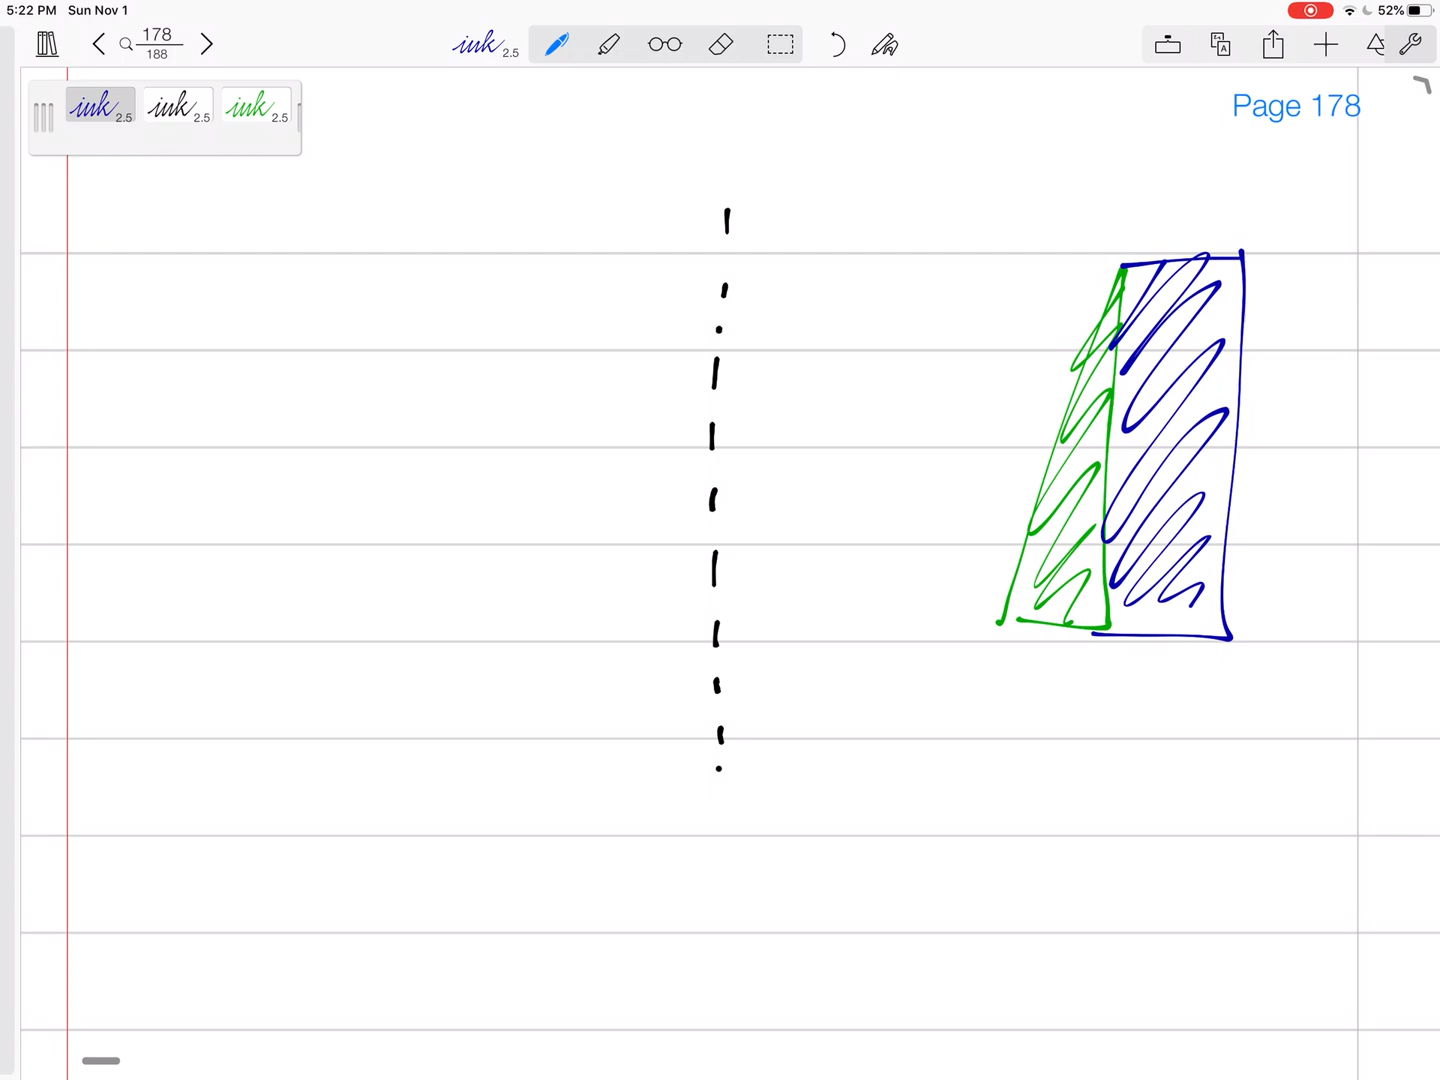 5:22 PM Sun Nov 1
52%
178
188
ink 2.5
ink 2.5 ink 2.5 ink 2.5
Page 178